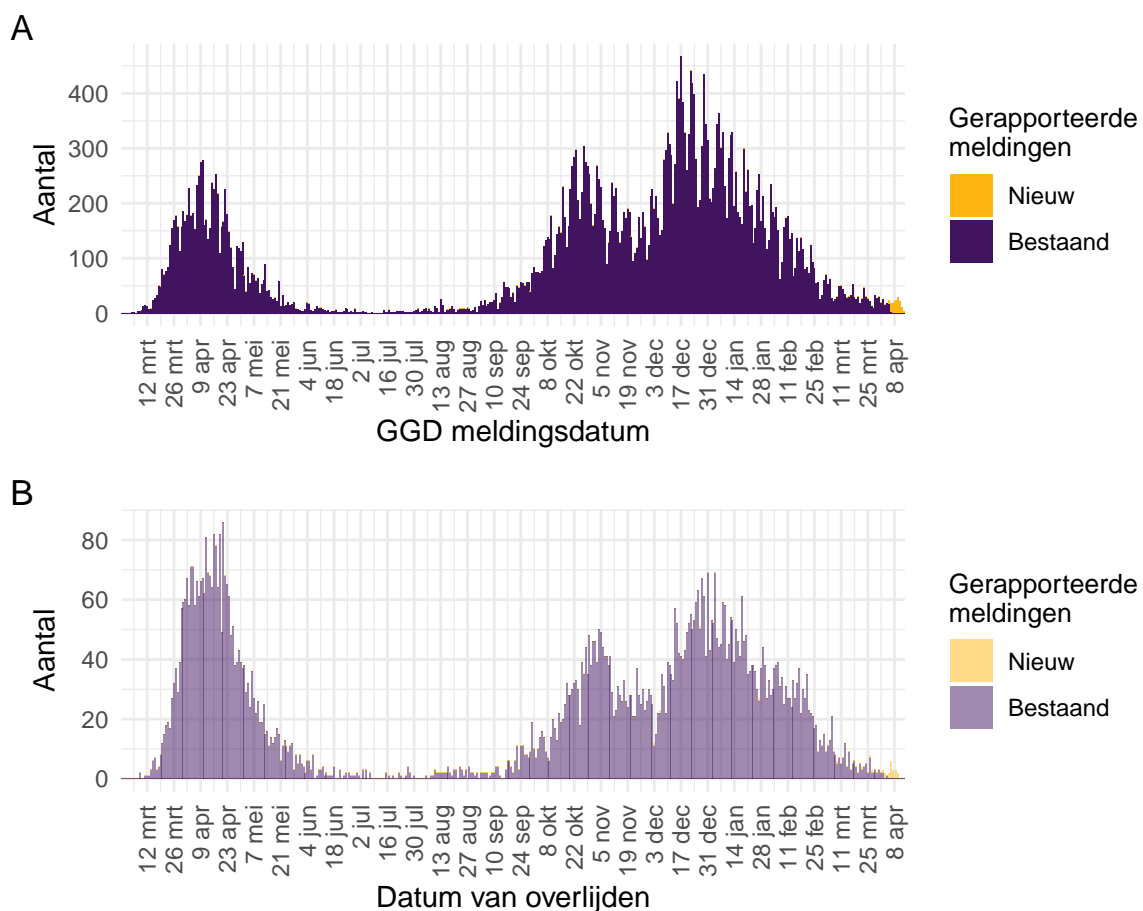 A
400
300
200
100
0
Aantal
12 mrt
26 mrt
9 apr
23 apr
7 mei
21 mei
4 jun
18 jun
2 jul
16 jul
30 jul
13 aug
27 aug
10 sep
24 sep
8 okt
22 okt
5 nov
19 nov
3 dec
17 dec
31 dec
14 jan
28 jan
11 feb
25 feb
11 mrt
25 mrt
8 apr
GGD meldingsdatum
Gerapporteerde
meldingen
Nieuw
Bestaand
B
80
60
40
20
0
Aantal
12 mrt
26 mrt
9 apr
23 apr
7 mei
21 mei
4 jun
18 jun
2 jul
16 jul
30 jul
13 aug
27 aug
10 sep
24 sep
8 okt
22 okt
5 nov
19 nov
3 dec
17 dec
31 dec
14 jan
28 jan
11 feb
25 feb
11 mrt
25 mrt
8 apr
Datum van overlijden
Gerapporteerde
meldingen
Nieuw
Bestaand